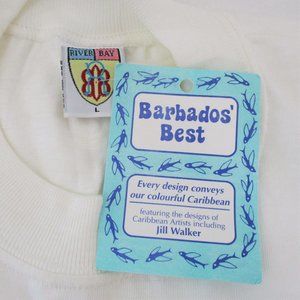 RIVER BAY
L
Barbados'
Best
Every design conveys
our colourful Caribbean
featuring the designs of
Caribbean Artists including
Jill Walker